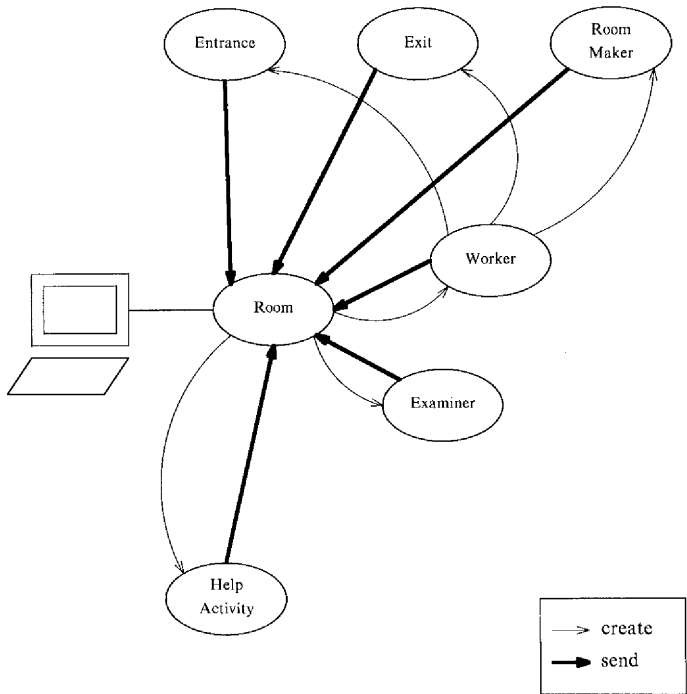 Entrance
Exit
Room
Maker
Worker
Room
Examiner
Help
Activity
create
send